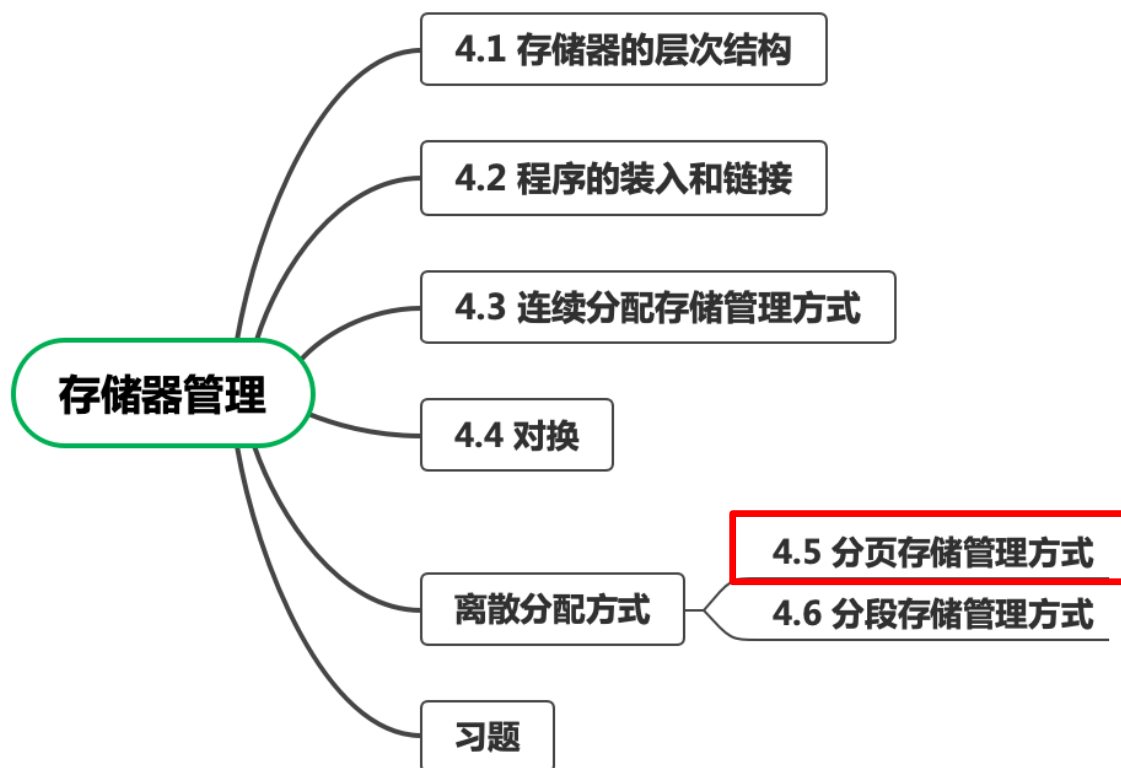 4.1 存储器的层次结构
4.2 程序的装入和链接
4.3 连续分配存储管理方式
存储器管理
4.4 对换
4.5 分页存储管理方式
离散分配方式
4.6 分段存储管理方式
习题